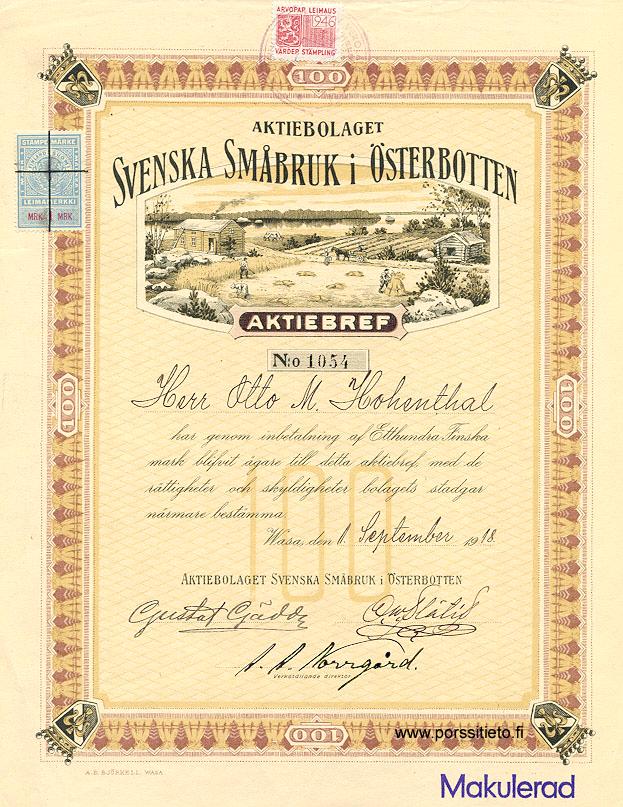 ARVOPAP. LEIMAUS
1946
VÄRDEP. STÄMPLING
100
STÄMPELMÄRKE
LEIMAMERKKI
MRK. 1 MRK.
AKTIEBOLAGET
SVENSKA SMÅBRUK i ÖSTERBOTTEN
AKTIEBREF
N:o 1054
Herr Otto M. Hohenthal
har genom inbetalning af Etthundra Finska
mark blifvit ägare till detta aktiebref, med de
rättigheter och skyldigheter bolagets stadgar
närmare bestämma.
100
100
100
Wasa, den 1. September 1918.
AKTIEBOLAGET SVENSKA SMÅBRUK i ÖSTERBOTTEN
Gustaf Gädda
A. A. Norrgård.
Verkställande direktör
www.porssitieto.fi
100
A. B. BJÖRKELL, WASA
Makulerad